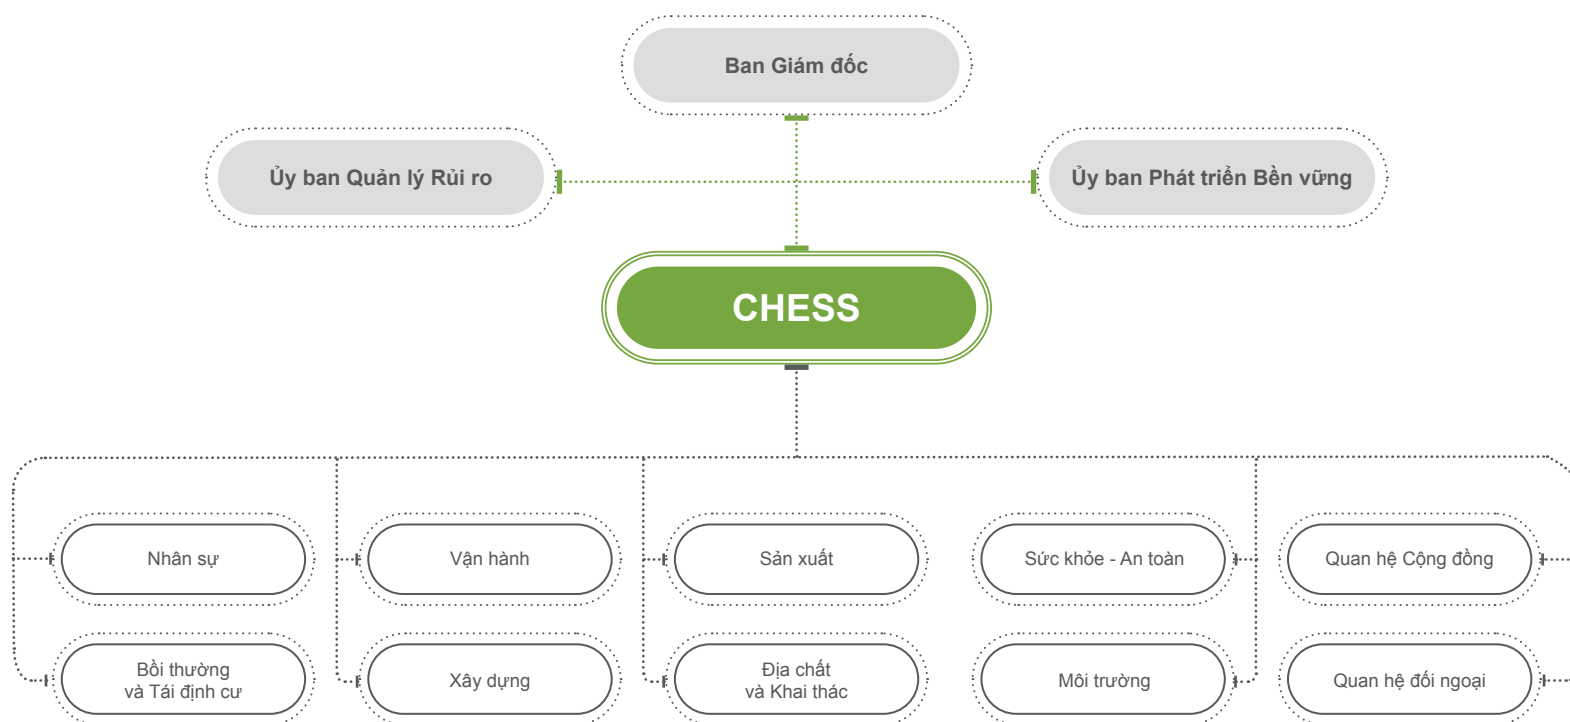 Ban Giám đốc
Ủy ban Quản lý Rủi ro
Ủy ban Phát triển Bền vững
CHESS
Nhân sự
Vận hành
Sản xuất
Sức khỏe - An toàn
Quan hệ Cộng đồng
Bồi thường
và Tái định cư
Xây dựng
Địa chất
và Khai thác
Môi trường
Quan hệ đối ngoại